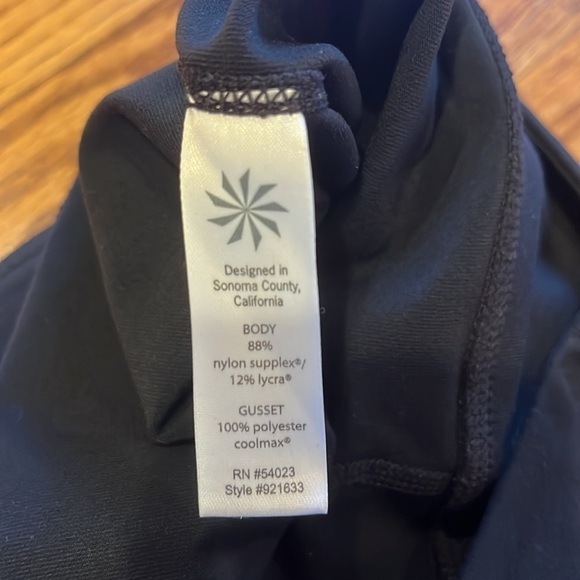 Designed in
Sonoma County,
California
BODY
88%
nylon supplex®/
12% lycra®
GUSSET
100% polyester
coolmax®
RN #54023
Style #921633